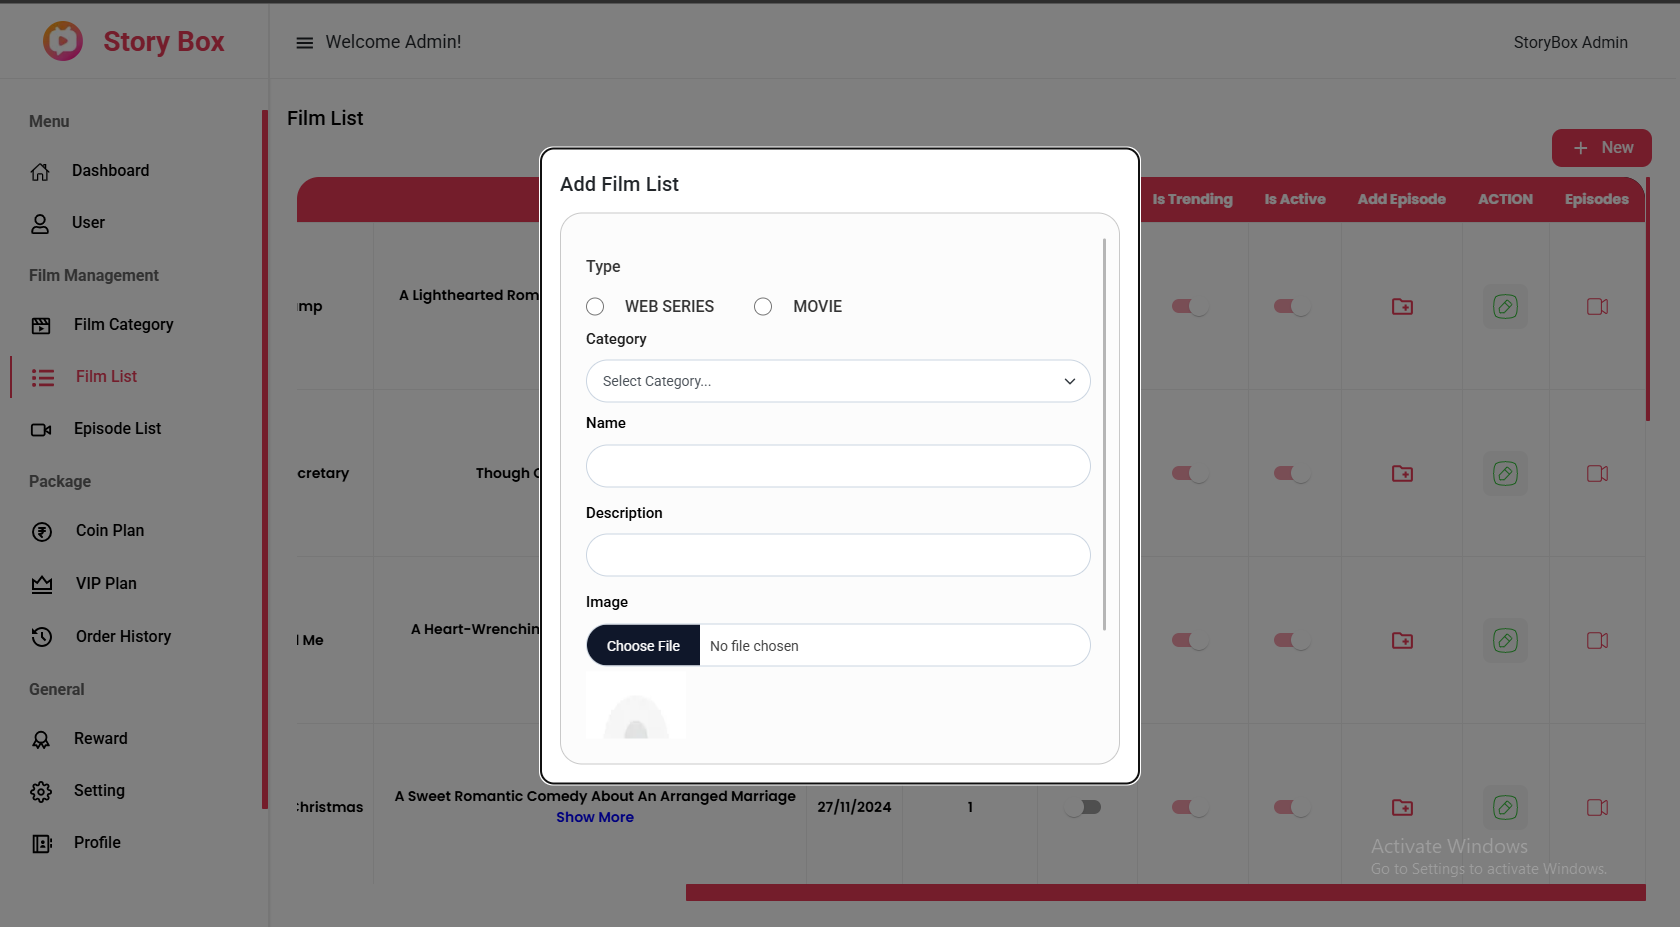 Story Box
Welcome Admin!
StoryBox Admin
Menu
Dashboard
User
Film Management
Film Category
Film List
Episode List
Package
Coin Plan
VIP Plan
Order History
General
Reward
Setting
Profile
Film List
New
Is Trending
Is Active
Add Episode
ACTION
Episodes
mp
A Lighthearted Rom
cretary
Though
l Me
A Heart-Wrenchin
Christmas
A Sweet Romantic Comedy About An Arranged Marriage
Show More
27/11/2024
1
Add Film List
Type
WEB SERIES
MOVIE
Category
Select Category...
Name
Description
Image
Choose File
No file chosen
Activate Windows
Go to Settings to activate Windows.